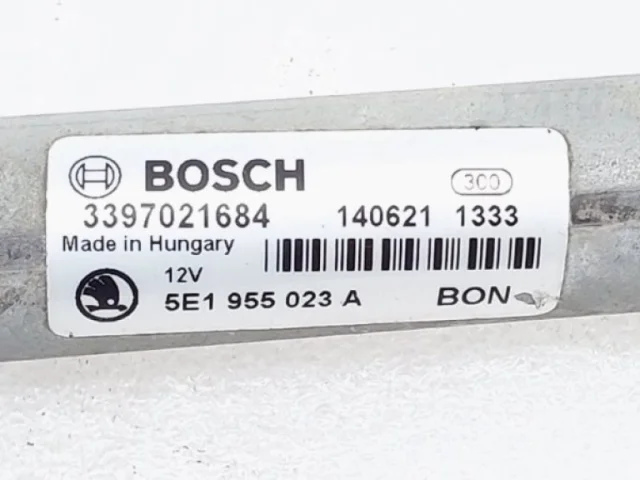 BOSCH 300
3397021684 140621 1333
Made in Hungary
12V
5E1 955 023 A BON